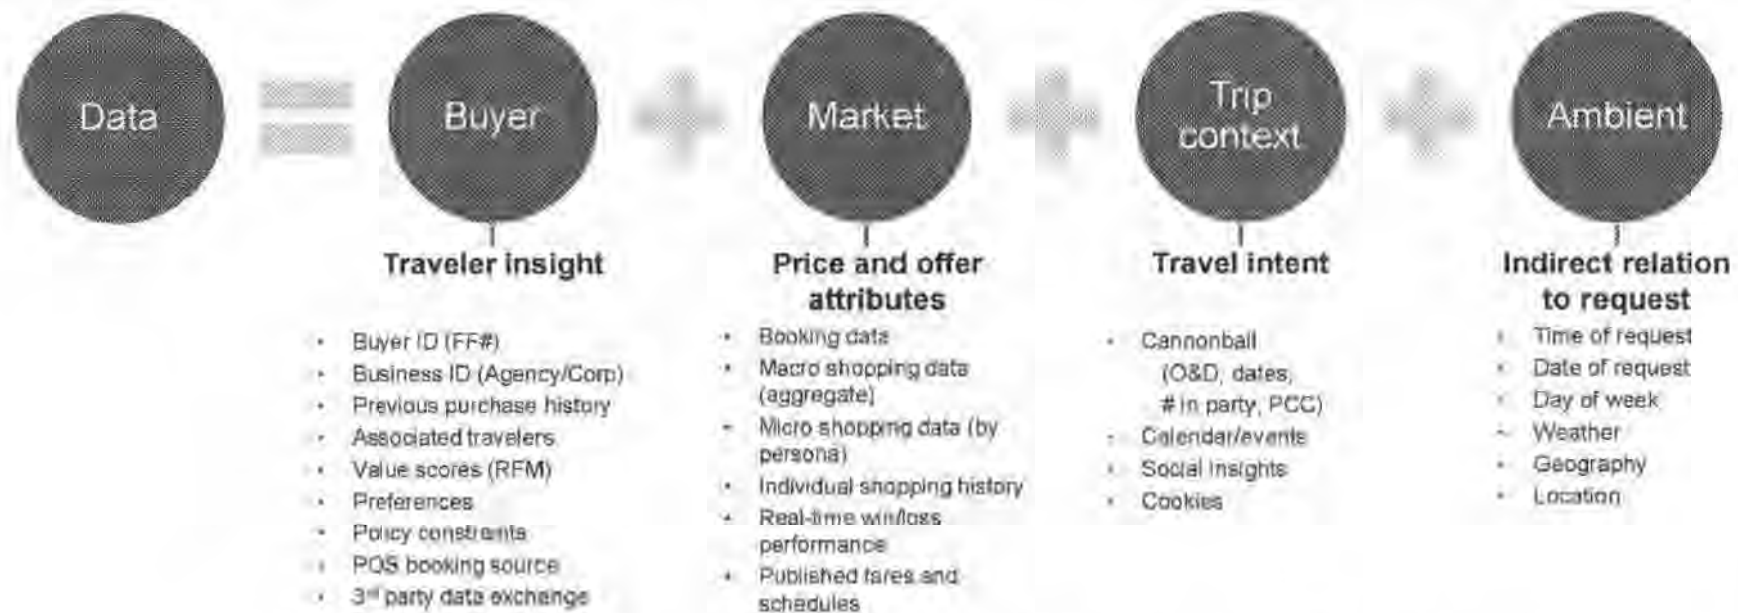 Data
Buyer
Market
Trip
context
Ambient
Traveler insight
• Buyer ID (FF#)
• Business ID (Agency/Corp)
• Previous purchase history
• Associated travelers
• Value scores (RFM)
• Preferences
• Policy constraints
• POS booking source
• 3rd party data exchange
Price and offer
attributes
• Booking data
• Macro shopping data
(aggregate)
• Micro shopping data (by
persona)
• Individual shopping history
• Real-time win/loss
performance
• Published fares and
schedules
Travel intent
• Cannonball
(O&D, dates,
# in party, PCC)
• Calendar/events
• Social Insights
• Cookies
Indirect relation
to request
• Time of request
• Date of request
• Day of week
• Weather
• Geography
• Location